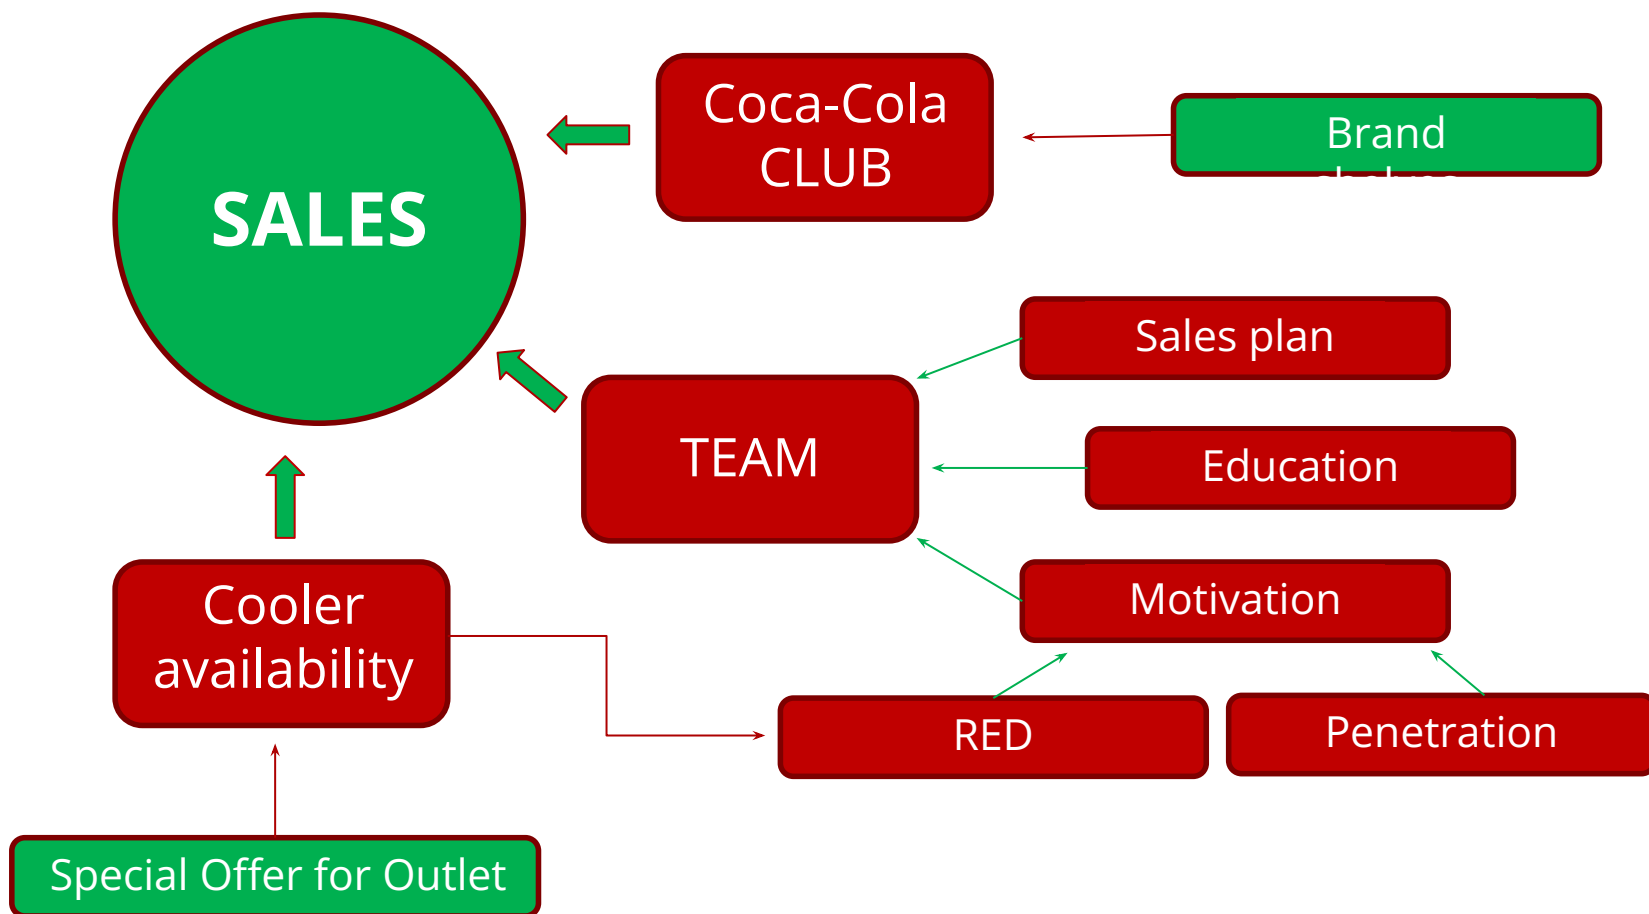 SALES
Coca-Cola
CLUB
Brand
Sales plan
TEAM
Education
Motivation
Cooler
availability
RED
Penetration
Special Offer for Outlet